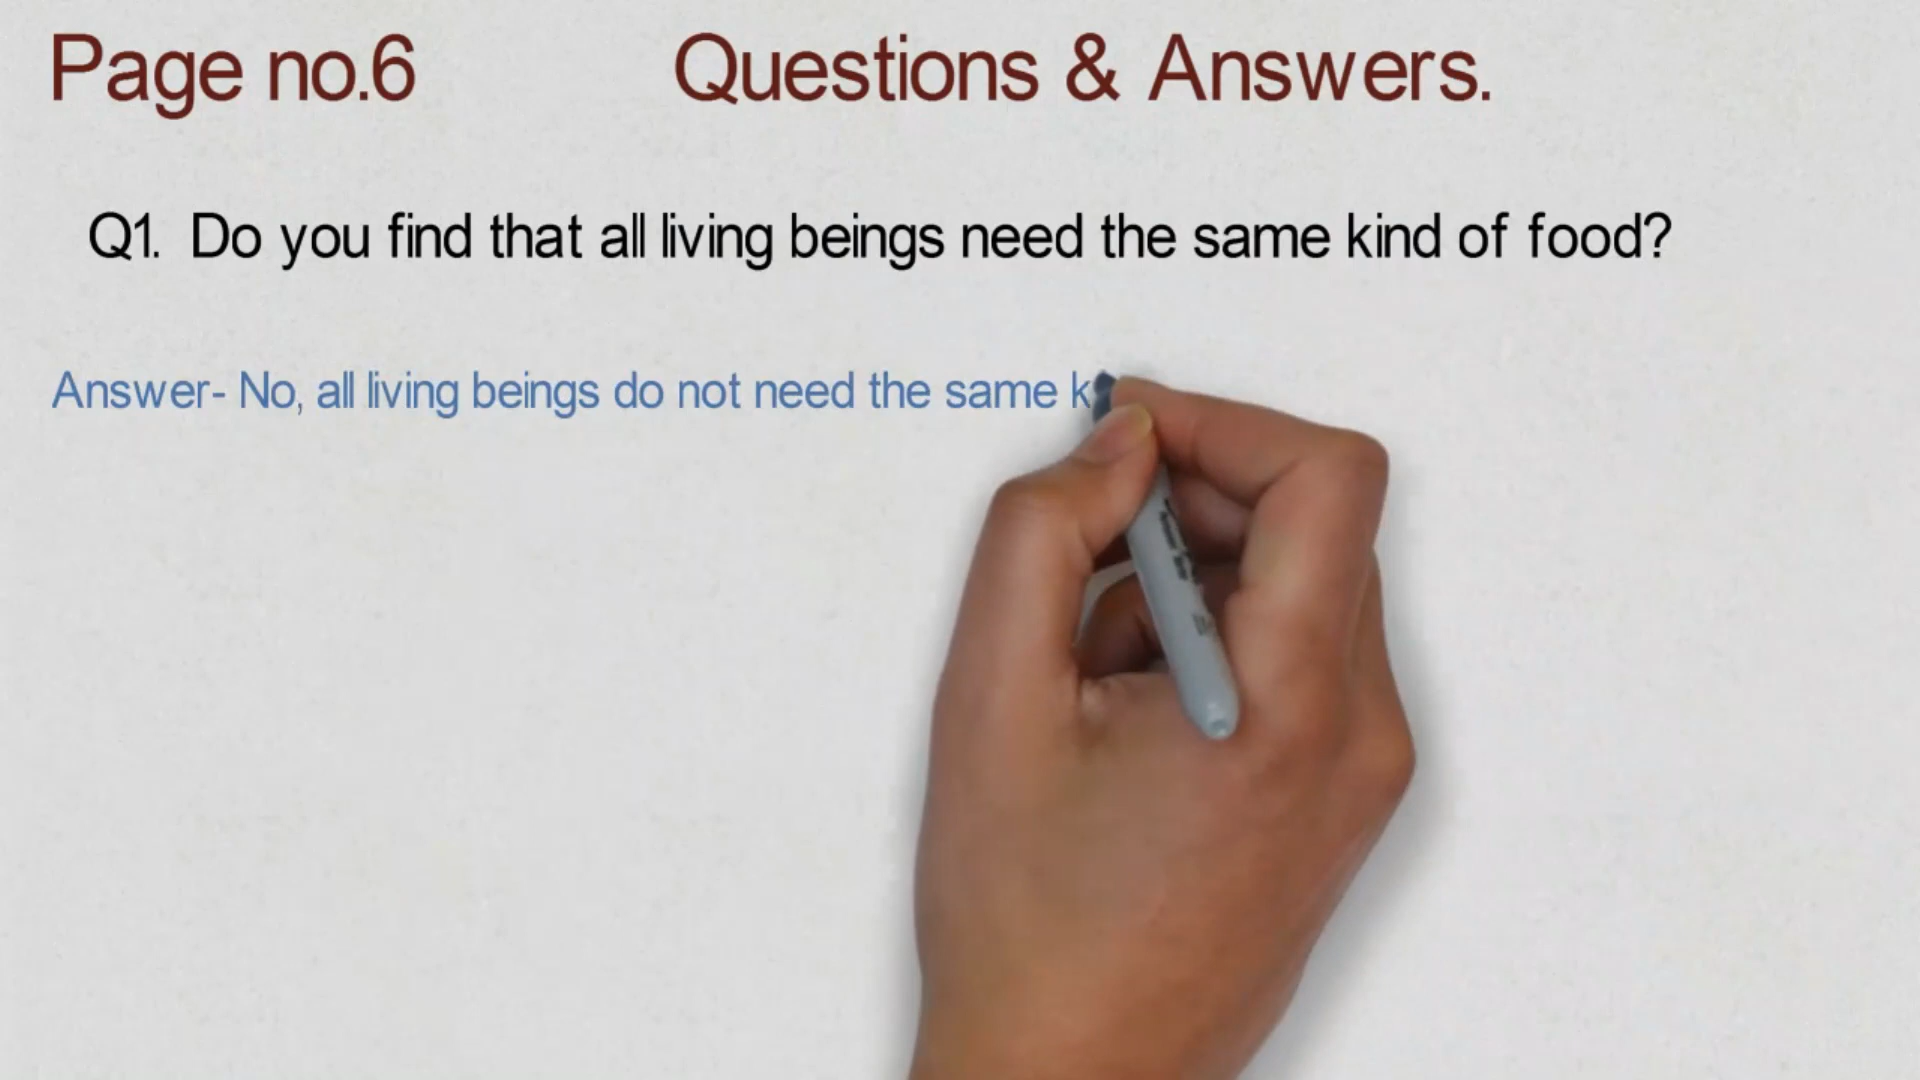 Page no.6 Questions & Answers.
Q1. Do you find that all living beings need the same kind of food?
Answer- No, all living beings do not need the same k